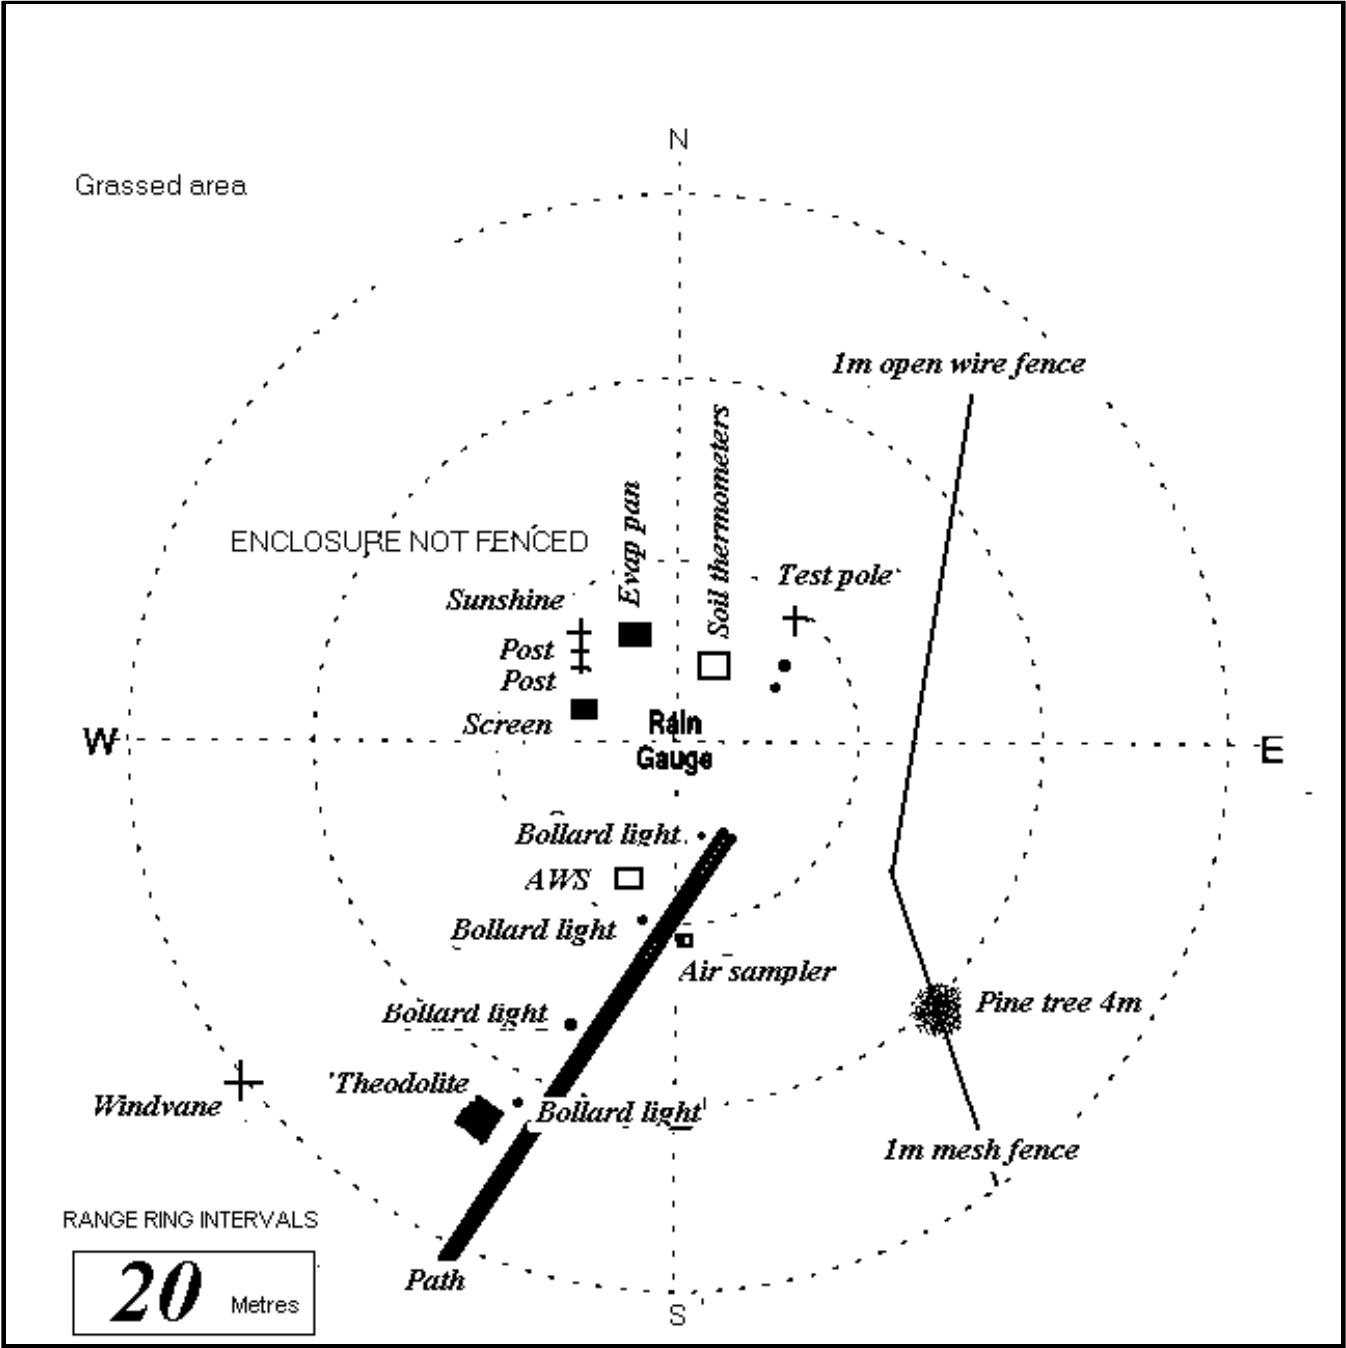 N
Grassed area
1m open wire fence
Soil thermometers
Evap pan
ENCLOSURE NOT FENCED
Test pole
Sunshine
Post
Post
Screen
Rain
Gauge
W
E
Bollard light
AWS
Bollard light
Air sampler
Pine tree 4m
Bollard light
Theodolite
Windvane
Bollard light
1m mesh fence
RANGE RING INTERVALS
20 Metres
Path
S